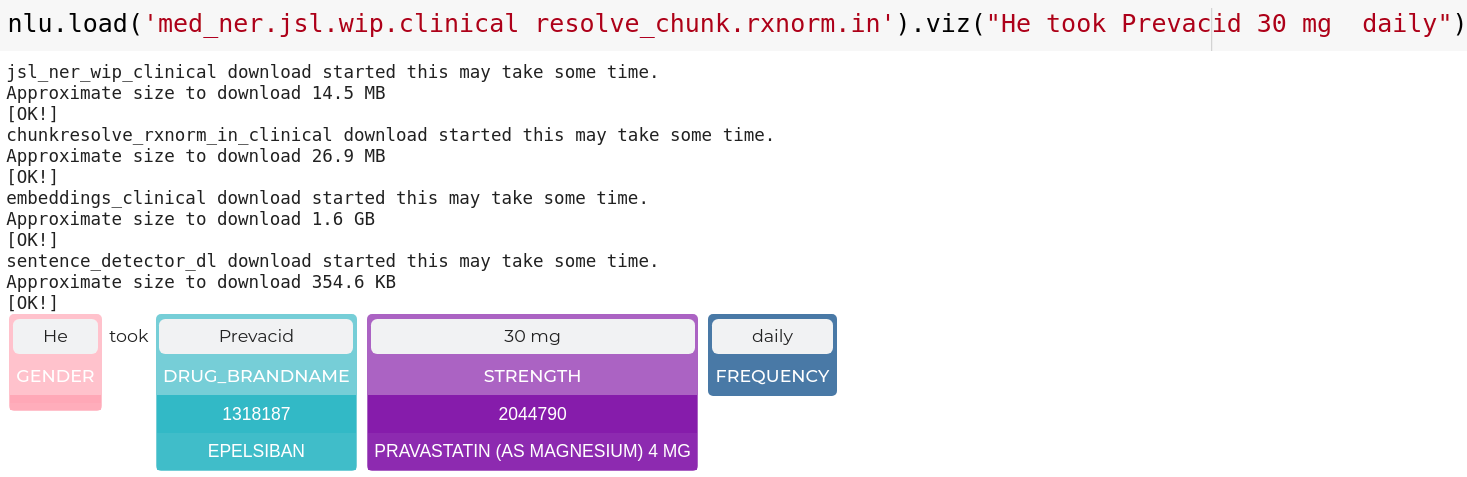 nlu.load('med_ner.jsl.wip.clinical resolve_chunk.rxnorm.in').viz("He took Prevacid 30 mg  daily")
jsl_ner_wip_clinical download started this may take some time.
Approximate size to download 14.5 MB
[OK!]
chunkresolve_rxnorm_in_clinical download started this may take some time.
Approximate size to download 26.9 MB
[OK!]
embeddings_clinical download started this may take some time.
Approximate size to download 1.6 GB
[OK!]
sentence_detector_dl download started this may take some time.
Approximate size to download 354.6 KB
[OK!]
He took Prevacid 30 mg daily
GENDER DRUG_BRANDNAME STRENGTH FREQUENCY
1318187 2044790
EPELSIBAN PRAVASTATIN (AS MAGNESIUM) 4 MG